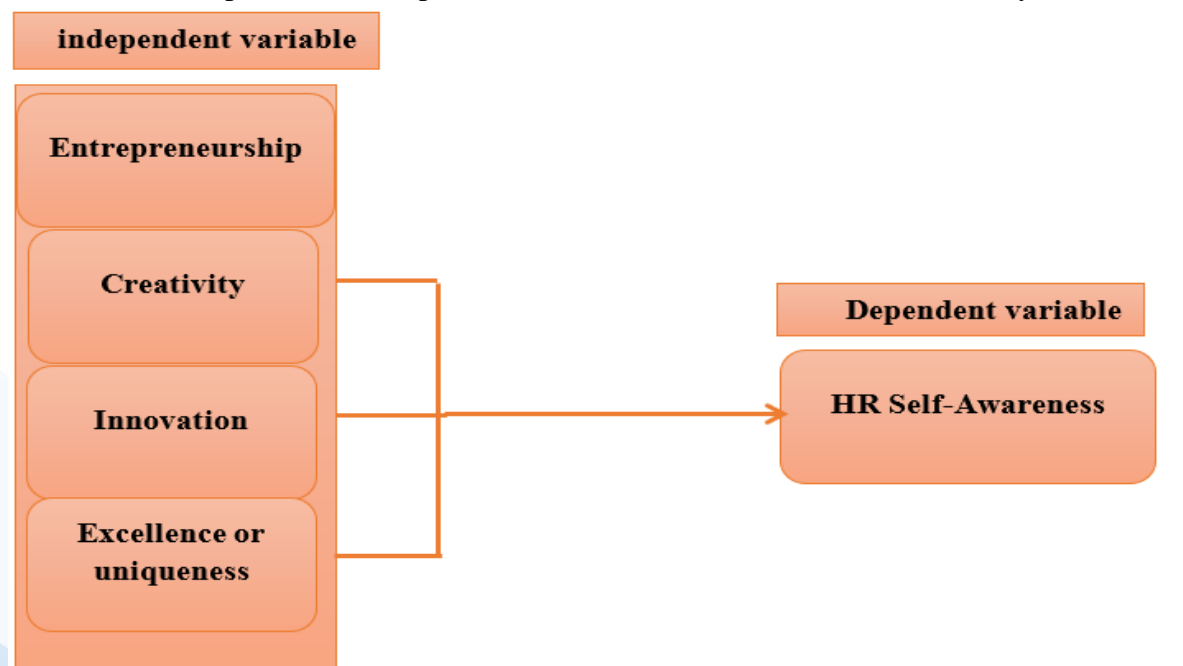 independent variable
Entrepreneurship
Creativity
Innovation
Excellence or
uniqueness
Dependent variable
HR Self-Awareness